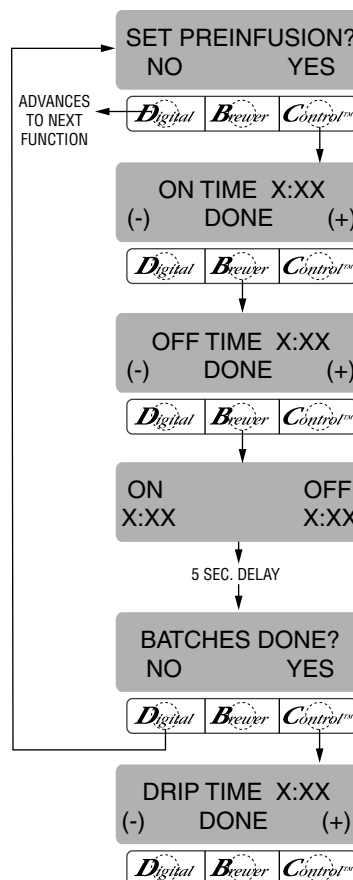 SET PREINFUSION?
NO YES
ADVANCES
TO NEXT
FUNCTION
Digital Brewer Control™
ON TIME X:XX
(-) DONE (+)
Digital Brewer Control™
OFF TIME X:XX
(-) DONE (+)
Digital Brewer Control™
ON OFF
X:XX X:XX
5 SEC. DELAY
BATCHES DONE?
NO YES
Digital Brewer Control™
DRIP TIME X:XX
(-) DONE (+)
Digital Brewer Control™